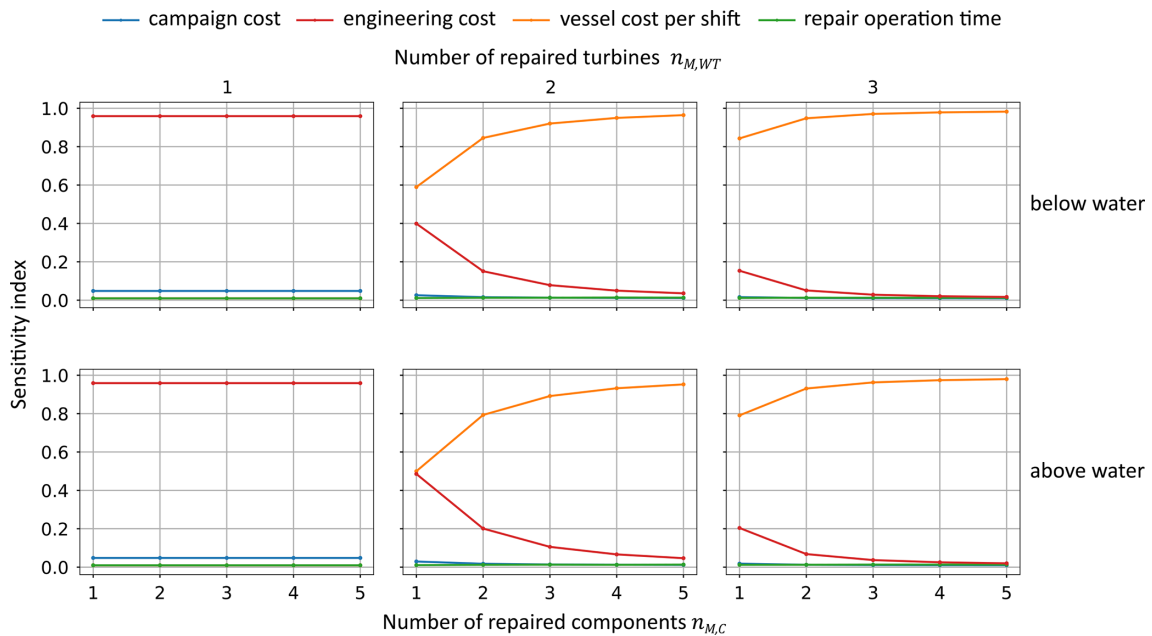 campaign cost engineering cost vessel cost per shift repair operation time
Number of repaired turbines n_{M,WT}
1 2 3
1.0
0.8
0.6
0.4
0.2
0.0
below water
Sensitivity index
1.0
0.8
0.6
0.4
0.2
0.0
above water
1 2 3 4 5 1 2 3 4 5 1 2 3 4 5
Number of repaired components n_{M,C}